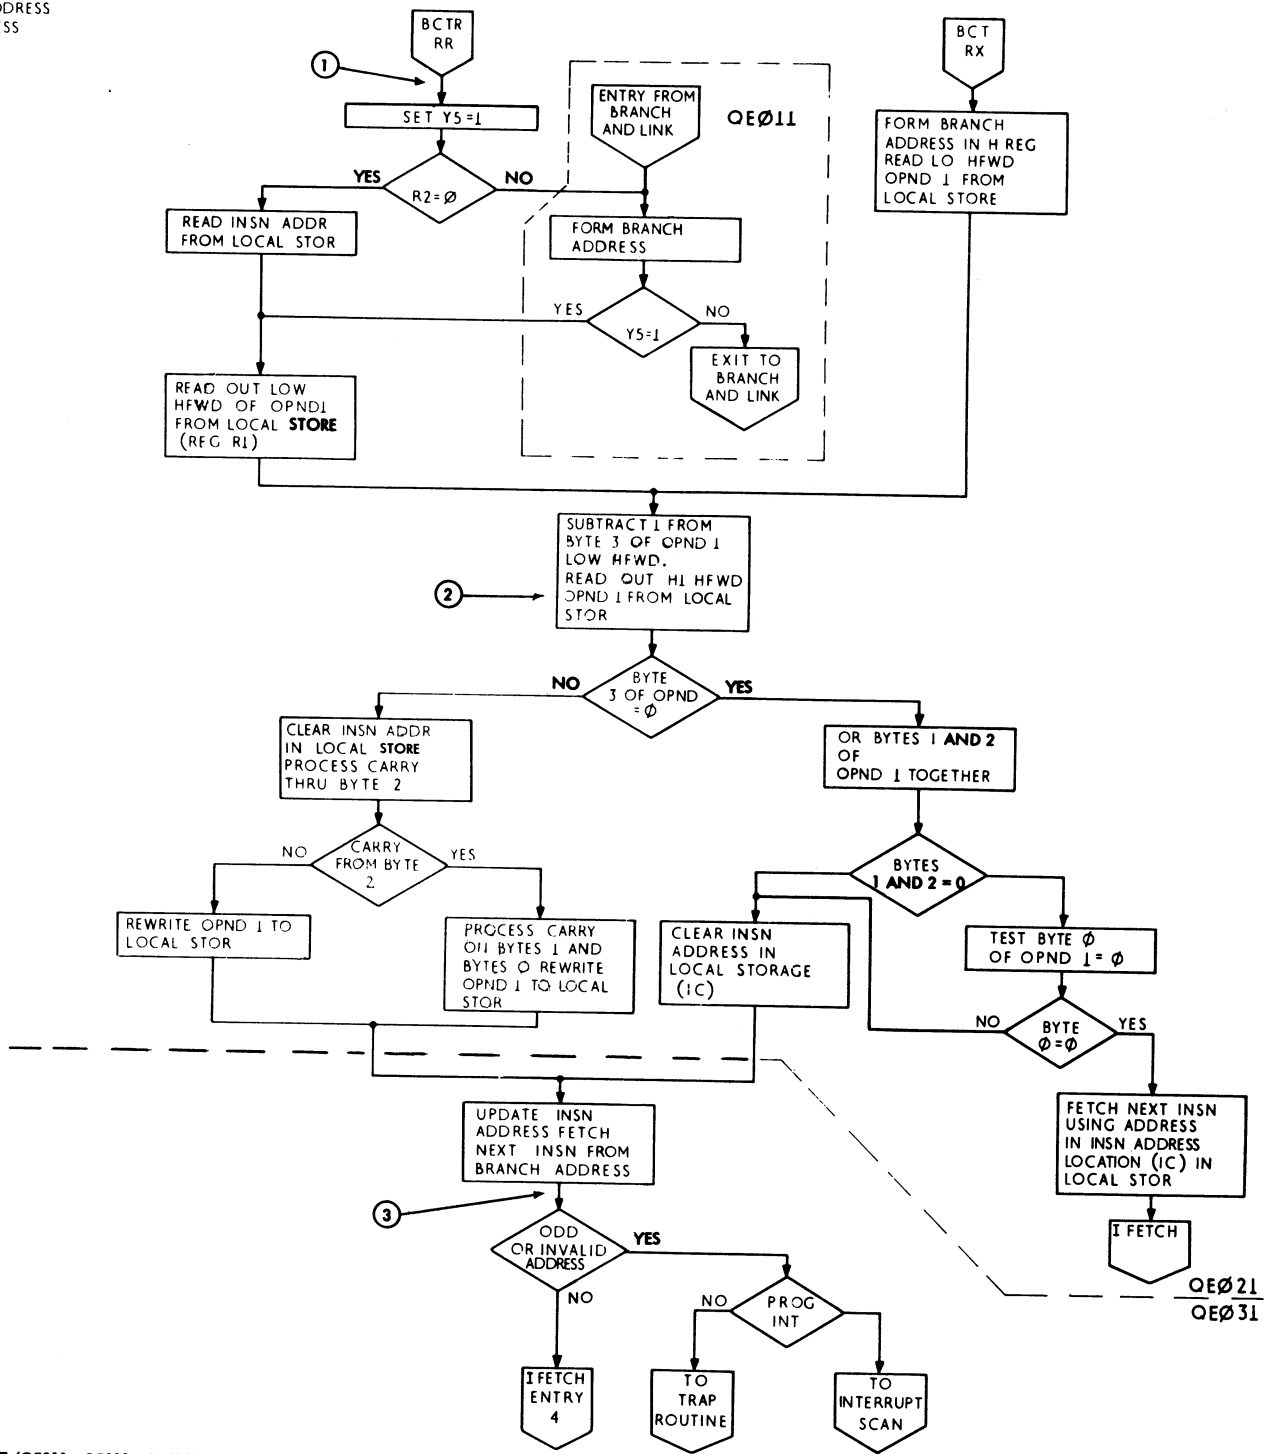 DDRESS
ESS
BCTR
RR
BCT
RX
1
SET Y5=1
ENTRY FROM
BRANCH
AND LINK
QEØ11
FORM BRANCH
ADDRESS IN H REG
READ LO HFWD
OPND 1 FROM
LOCAL STORE
YES
R2=Ø
NO
READ INSN ADDR
FROM LOCAL STOR
FORM BRANCH
ADDRESS
YES
Y5=1
NO
EXIT TO
BRANCH
AND LINK
READ OUT LOW
HFWD OF OPND1
FROM LOCAL STORE
(REG R1)
SUBTRACT 1 FROM
BYTE 3 OF OPND 1
LOW HFWD.
READ OUT HI HFWD
OPND 1 FROM LOCAL
STOR
2
NO
BYTE
3 OF OPND
=Ø
YES
CLEAR INSN ADDR
IN LOCAL STORE
PROCESS CARRY
THRU BYTE 2
OR BYTES 1 AND 2
OF
OPND 1 TOGETHER
NO
CARRY
FROM BYTE
2
YES
BYTES
1 AND 2=0
REWRITE OPND 1 TO
LOCAL STOR
PROCESS CARRY
ON BYTES 1 AND
BYTES O REWRITE
OPND 1 TO LOCAL
STOR
CLEAR INSN
ADDRESS IN
LOCAL STORAGE
(IC)
TEST BYTE Ø
OF OPND 1=Ø
NO
BYTE
Ø=Ø
YES
UPDATE INSN
ADDRESS FETCH
NEXT INSN FROM
BRANCH ADDRESS
FETCH NEXT INSN
USING ADDRESS
IN INSN ADDRESS
LOCATION (IC) IN
LOCAL STOR
3
ODD
OR INVALID
ADDRESS
YES
NO
I FETCH
QEØ21
QEØ31
NO
PROG
INT
I FETCH
ENTRY
4
TO
TRAP
ROUTINE
TO
INTERRUPT
SCAN